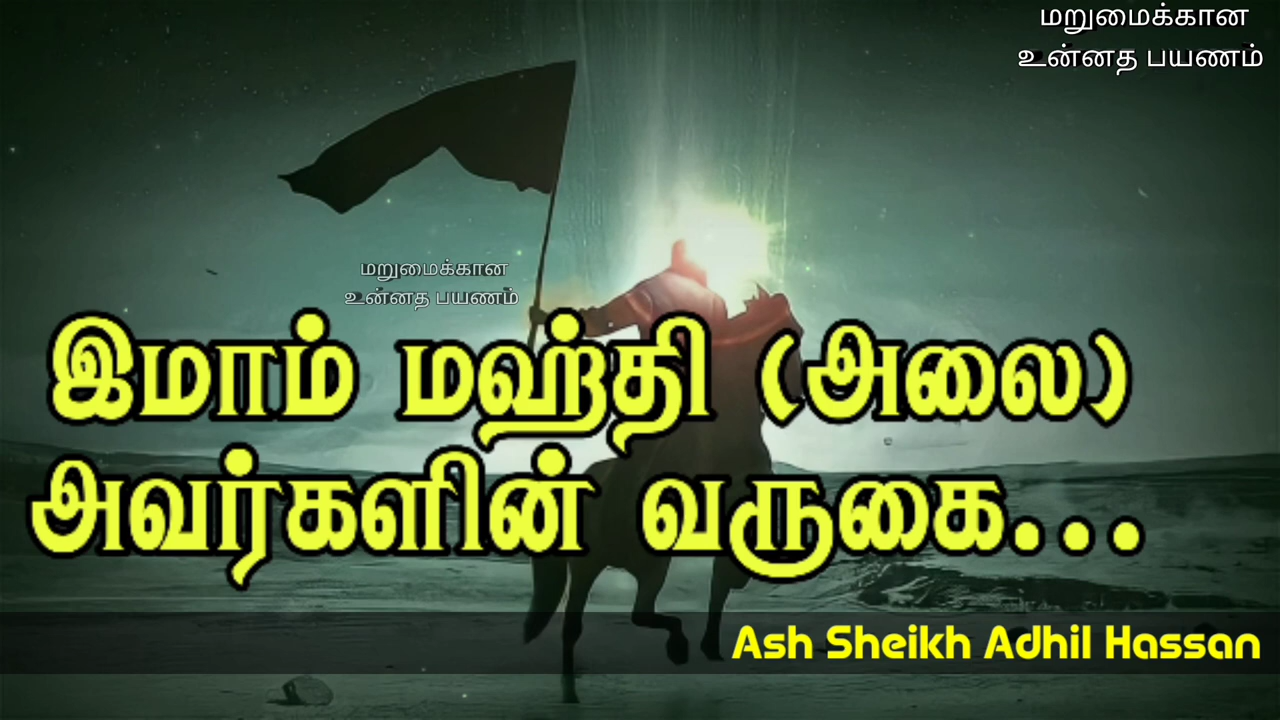 மறுமைக்கான
உன்னத பயணம்
மறுமைக்கான
உன்னத பயணம்
இமாம் மஹ்தி (அலை)
அவர்களின் வருகை...
Ash Sheikh Adhil Hassan